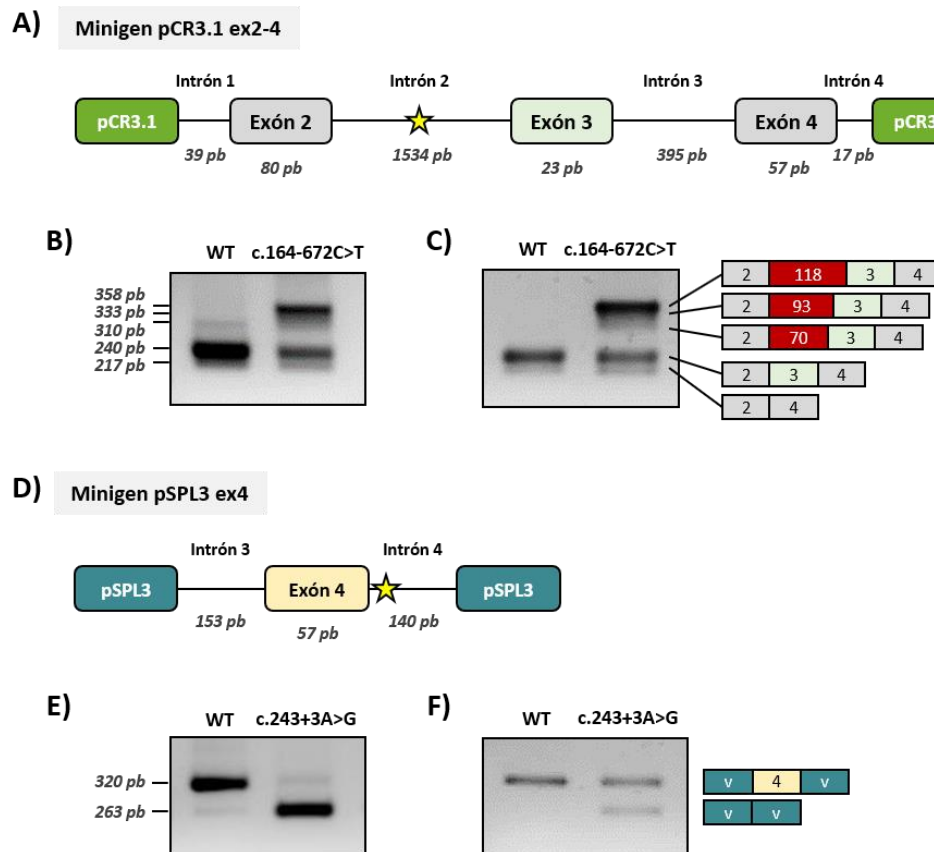 A) Minigen pCR3.1 ex2-4
Intrón 1 Intrón 2 Intrón 3 Intrón 4
pCR3.1 Exón 2 Exón 3 Exón 4 pCR3
39 pb 80 pb 1534 pb 23 pb 395 pb 57 pb 17 pb
B) WT c.164-672C>T
358 pb
333 pb
310 pb
240 pb
217 pb
C) WT c.164-672C>T
2 118 3 4
2 93 3 4
2 70 3 4
2 3 4
2 4
D) Minigen pSPL3 ex4
Intrón 3 Intrón 4
pSPL3 Exón 4 pSPL3
153 pb 57 pb 140 pb
E) WT c.243+3A>G
320 pb
263 pb
F) WT c.243+3A>G
v 4 v
v v